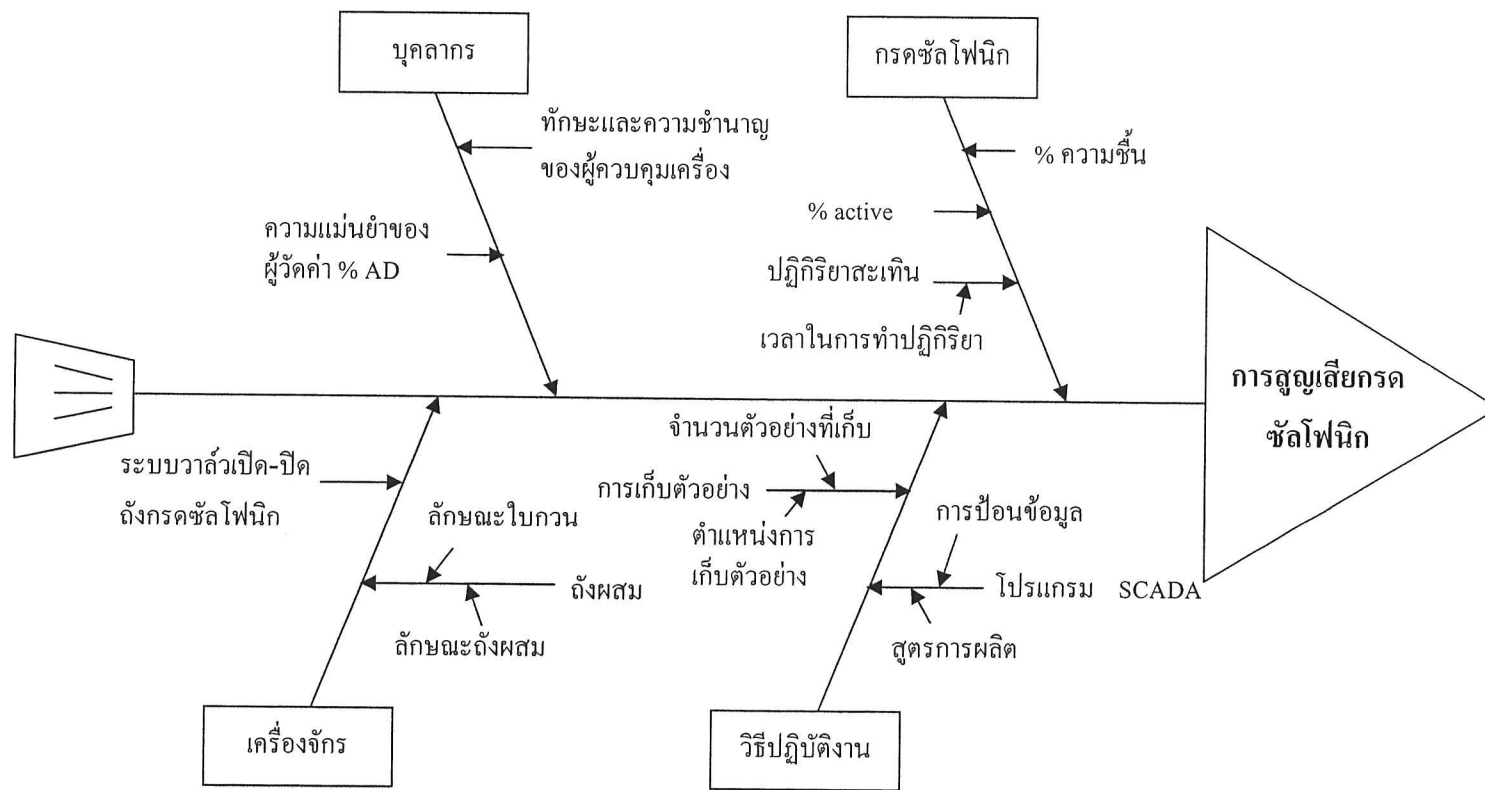 บุคลากร
กรดซัลโฟนิก
ทักษะและความชำนาญ
ของผู้ควบคุมเครื่อง
% ความชื้น
ความแม่นยำของ
ผู้วัดค่า % AD
% active
ปฏิกิริยาสะเทิน
เวลาในการทำปฏิกิริยา
การสูญเสียกรด
ซัลโฟนิก
ระบบวาล์วเปิด-ปิด
ถังกรดซัลโฟนิก
ลักษณะใบกวน
ถังผสม
ลักษณะถังผสม
จำนวนตัวอย่างที่เก็บ
การเก็บตัวอย่าง
ตำแหน่งการ
เก็บตัวอย่าง
การป้อนข้อมูล
โปรแกรม SCADA
สูตรการผลิต
เครื่องจักร
วิธีปฏิบัติงาน